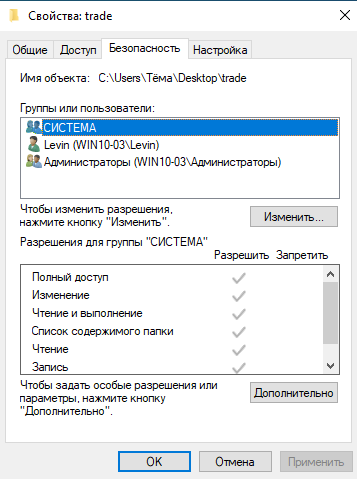 Свойства: trade
Общие Доступ Безопасность Настройка
Имя объекта: C:\Users\Тёма\Desktop\trade
Группы или пользователи:
СИСТЕМА
Levin (WIN10-03\Levin)
Администраторы (WIN10-03\Администраторы)
Чтобы изменить разрешения,
нажмите кнопку "Изменить".
Изменить...
Разрешения для группы "СИСТЕМА"
Разрешить Запретить
Полный доступ
Изменение
Чтение и выполнение
Список содержимого папки
Чтение
Запись
Чтобы задать особые разрешения или
параметры, нажмите кнопку
"Дополнительно".
Дополнительно
OK Отмена Применить